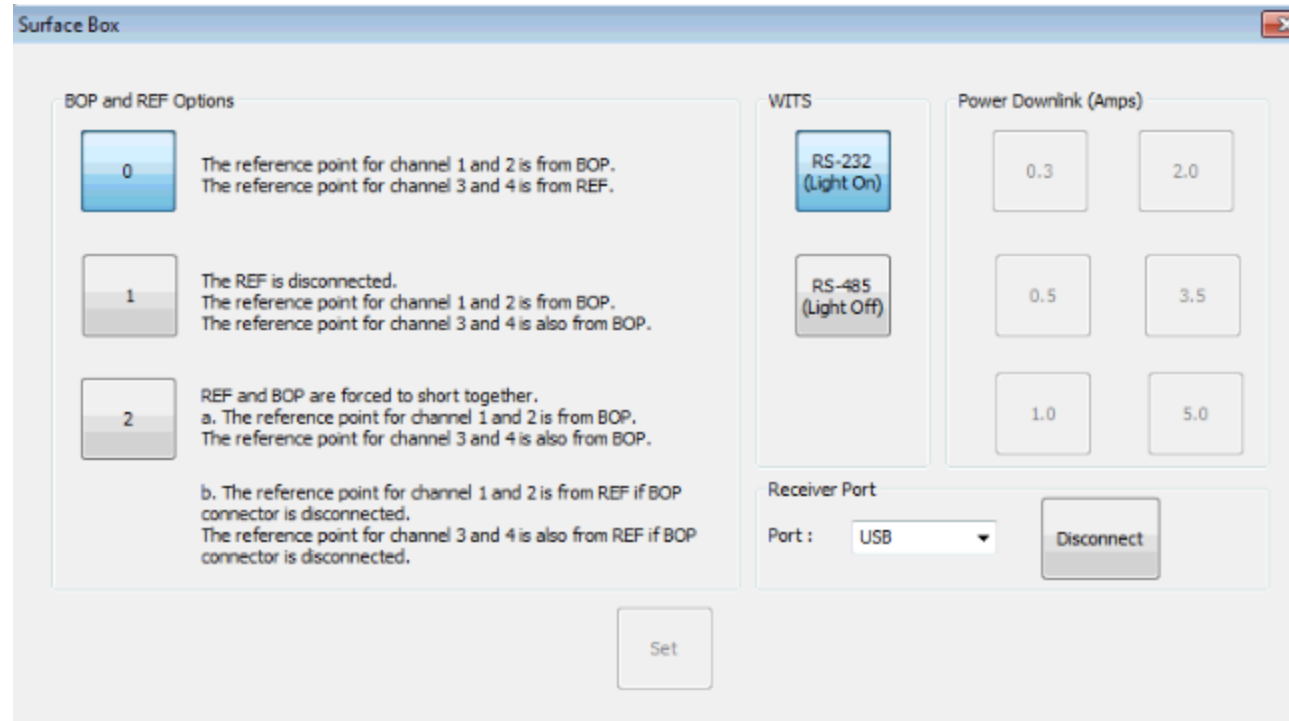 Surface Box
BOP and REF Options
0
The reference point for channel 1 and 2 is from BOP.
The reference point for channel 3 and 4 is from REF.
1
The REF is disconnected.
The reference point for channel 1 and 2 is from BOP.
The reference point for channel 3 and 4 is also from BOP.
2
REF and BOP are forced to short together.
a. The reference point for channel 1 and 2 is from BOP.
The reference point for channel 3 and 4 is also from BOP.
b. The reference point for channel 1 and 2 is from REF if BOP
connector is disconnected.
The reference point for channel 3 and 4 is also from REF if BOP
connector is disconnected.
WITS
RS-232
(Light On)
RS-485
(Light Off)
Power Downlink (Amps)
0.3 2.0
0.5 3.5
1.0 5.0
Receiver Port
Port : USB Disconnect
Set